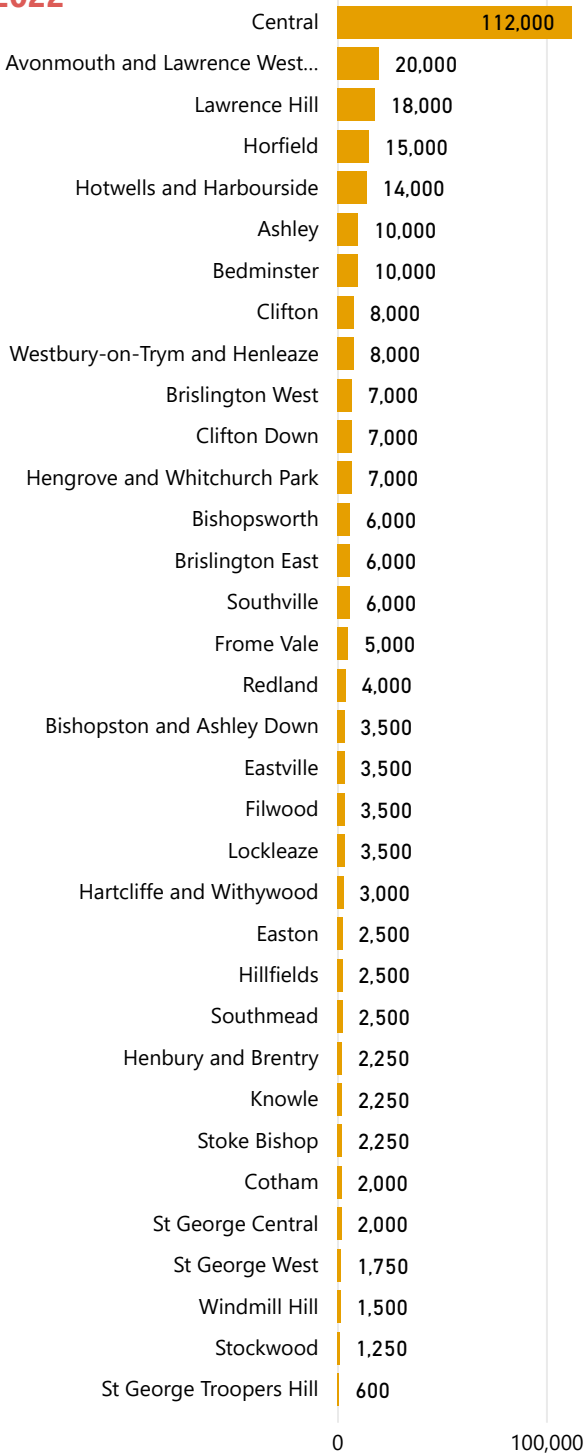 2022
Central 112,000
Avonmouth and Lawrence West... 20,000
Lawrence Hill 18,000
Horfield 15,000
Hotwells and Harbourside 14,000
Ashley 10,000
Bedminster 10,000
Clifton 8,000
Westbury-on-Trym and Henleaze 8,000
Brislington West 7,000
Clifton Down 7,000
Hengrove and Whitchurch Park 7,000
Bishopsworth 6,000
Brislington East 6,000
Southville 6,000
Frome Vale 5,000
Redland 4,000
Bishopston and Ashley Down 3,500
Eastville 3,500
Filwood 3,500
Lockleaze 3,500
Hartcliffe and Withywood 3,000
Easton 2,500
Hillfields 2,500
Southmead 2,500
Henbury and Brentry 2,250
Knowle 2,250
Stoke Bishop 2,250
Cotham 2,000
St George Central 2,000
St George West 1,750
Windmill Hill 1,500
Stockwood 1,250
St George Troopers Hill 600
0 100,000